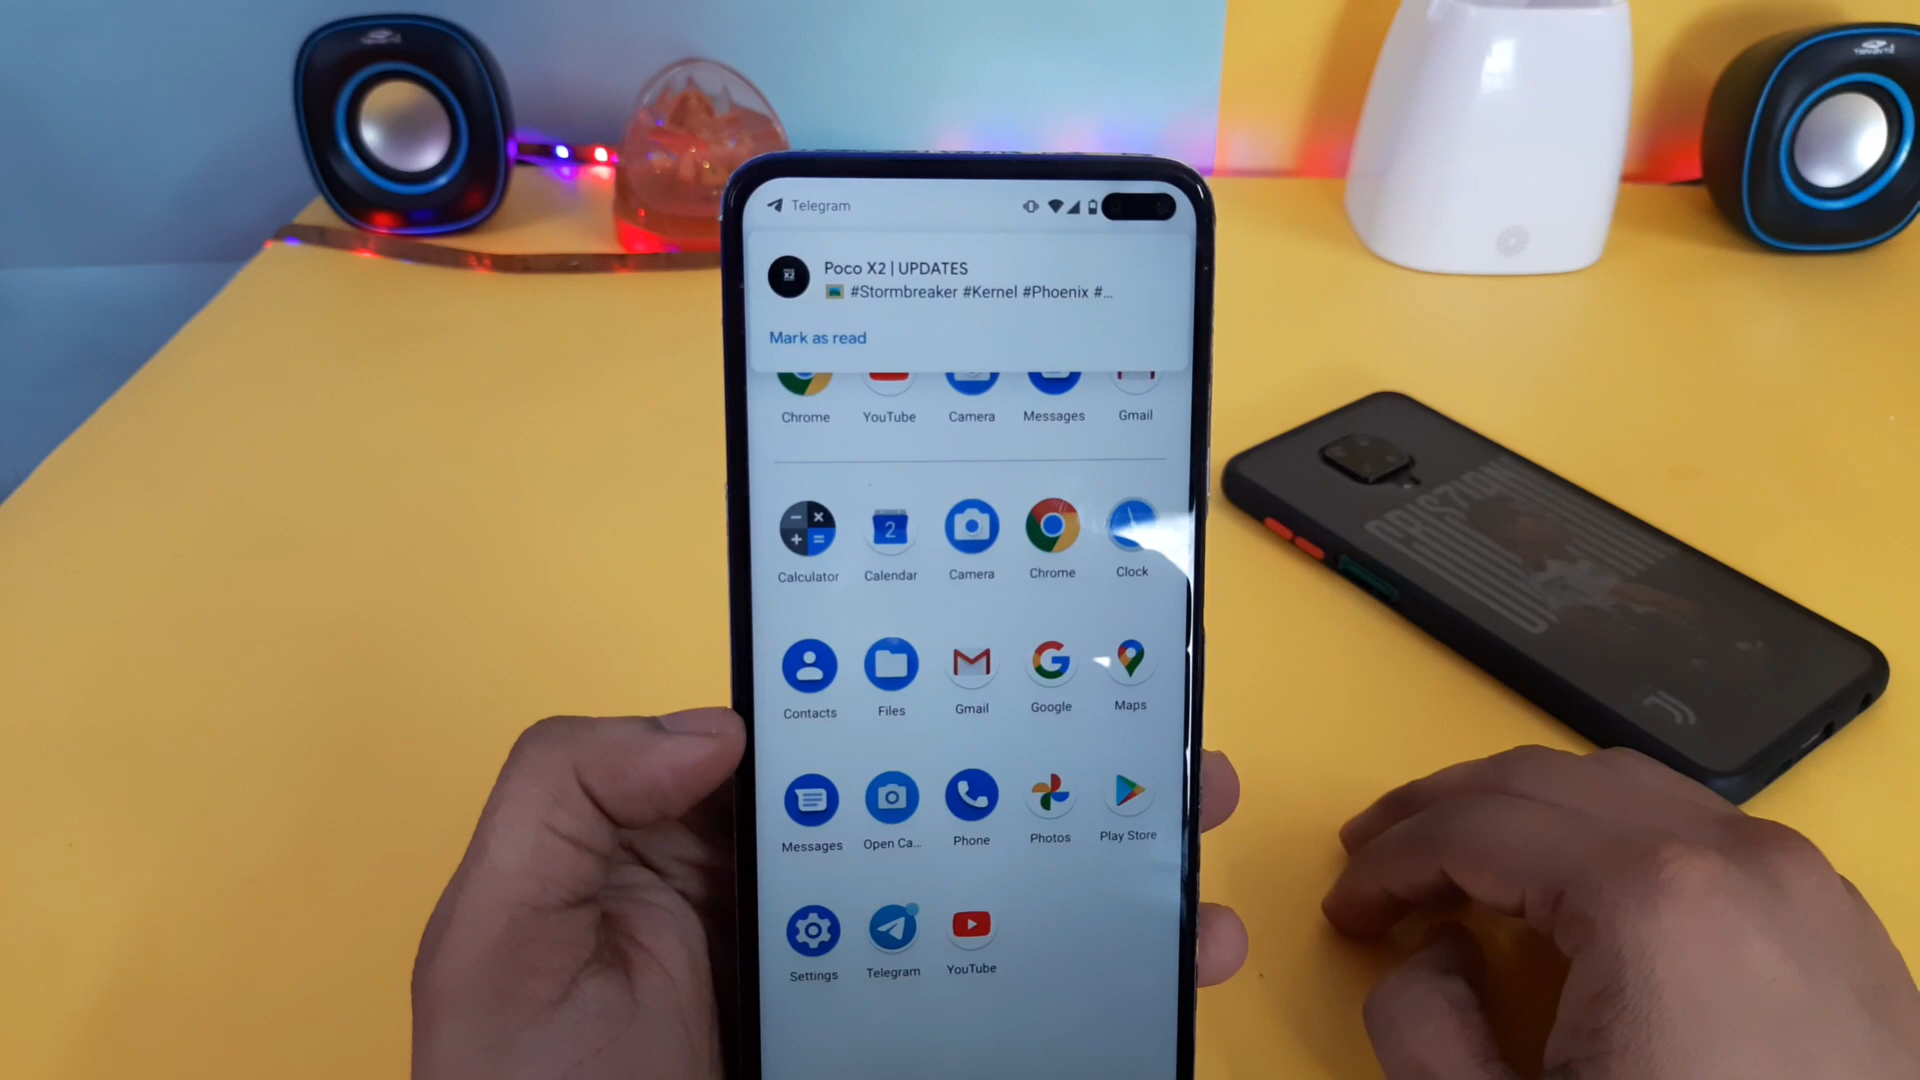 Telegram
Poco X2 | UPDATES
#Stormbreaker #Kernel #Phoenix #...
Mark as read
Chrome YouTube Camera Messages Gmail
2
Calculator Calendar Camera Chrome Clock
Contacts Files Gmail Google Maps
Messages Open Ca... Phone Photos Play Store
Settings Telegram YouTube